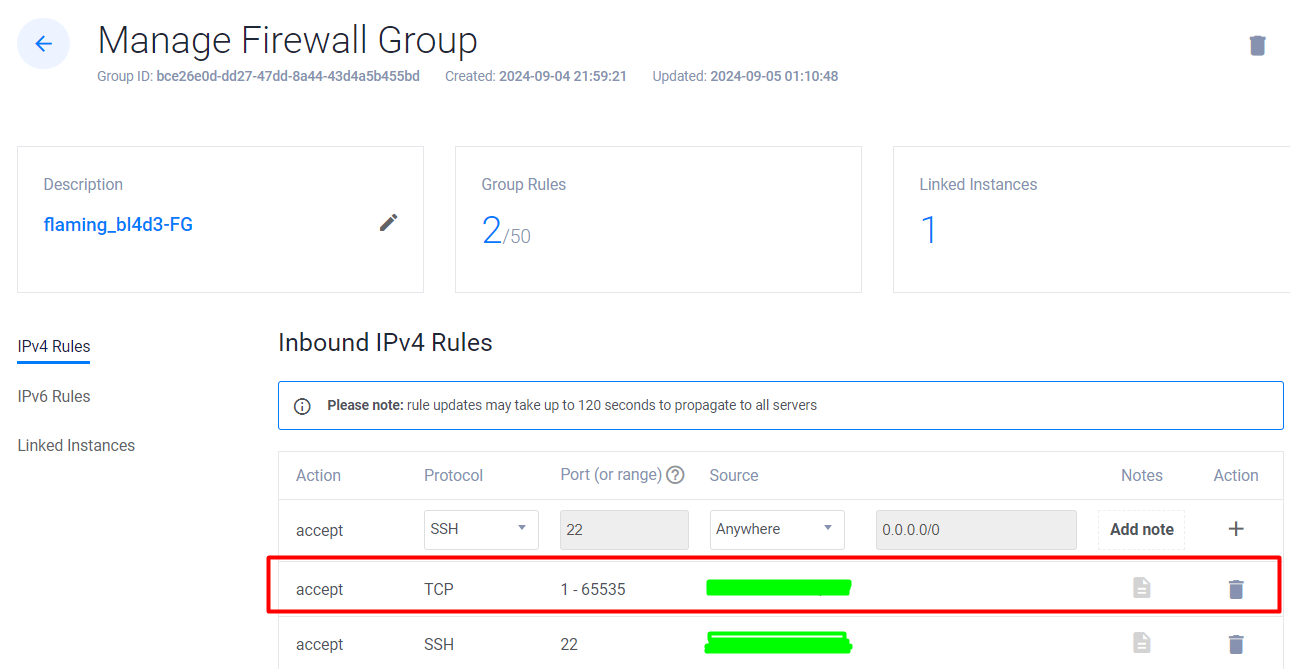 Manage Firewall Group
Group ID: bce26e0d-dd27-47dd-8a44-43d4a5b455bd Created: 2024-09-04 21:59:21 Updated: 2024-09-05 01:10:48
Description
flaming_bl4d3-FG
Group Rules
2/50
Linked Instances
1
IPv4 Rules
IPv6 Rules
Linked Instances
Inbound IPv4 Rules
Please note: rule updates may take up to 120 seconds to propagate to all servers
Action Protocol Port (or range) ? Source Notes Action
accept SSH 22 Anywhere 0.0.0.0/0 Add note +
accept TCP 1 - 65535
accept SSH 22